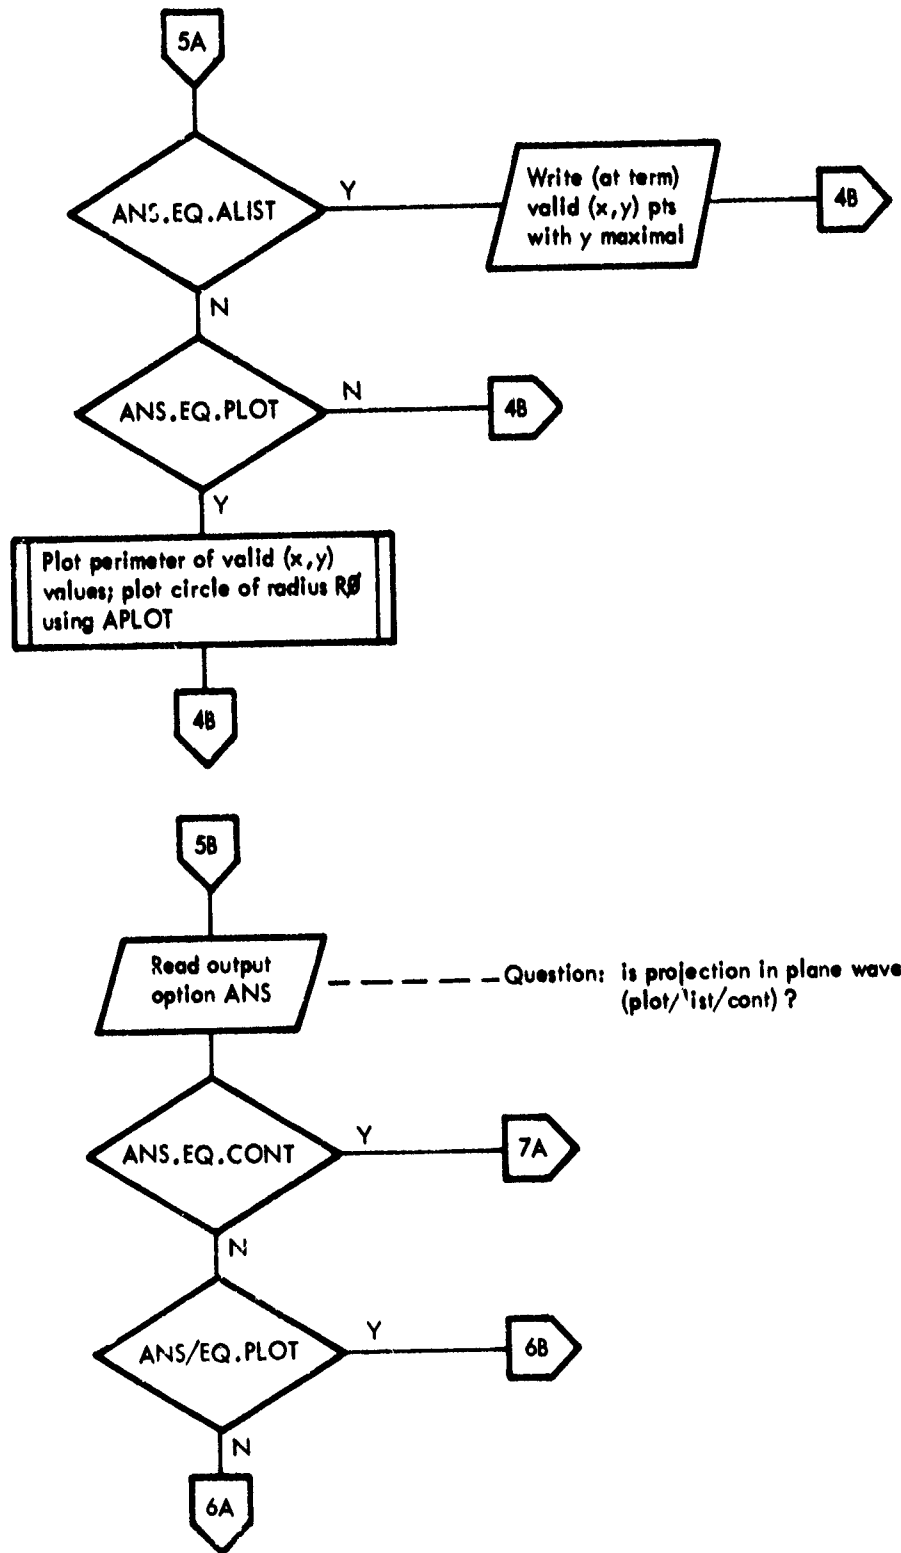 5A
ANS.EQ.ALIST
Y
Write (at term)
valid (x,y) pts
with y maximal
4B
N
ANS.EQ.PLOT
N
4B
Y
Plot perimeter of valid (x,y)
values; plot circle of radius RØ
using APLOT
4B
5B
Read output
option ANS
Question: is projection in plane wave
(plot/'ist/cont) ?
ANS.EQ.CONT
Y
7A
N
ANS/EQ.PLOT
Y
6B
N
6A